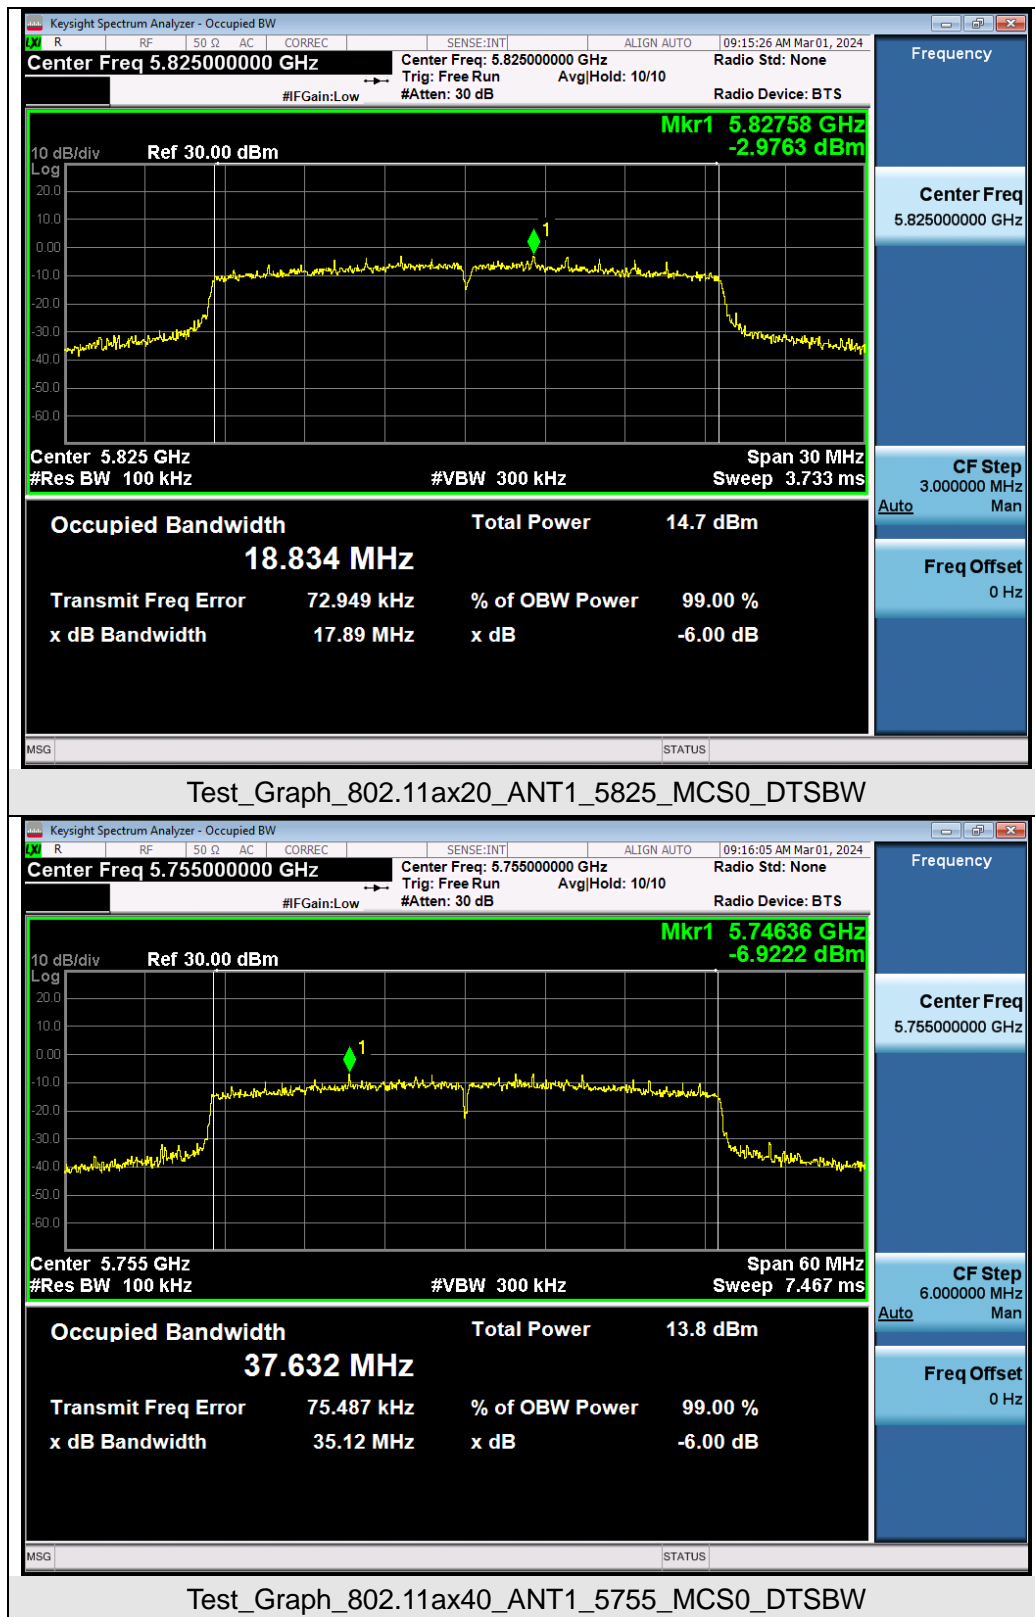 Keysight Spectrum Analyzer - Occupied BW
LXI R RF 50 Ω AC CORREC SENSE:INT ALIGN AUTO 09:15:26 AM Mar 01, 2024
Center Freq 5.825000000 GHz
Center Freq: 5.825000000 GHz
Radio Std: None
Trig: Free Run Avg|Hold: 10/10
#IFGain:Low #Atten: 30 dB Radio Device: BTS
Frequency
Mkr1 5.82758 GHz
-2.9763 dBm
10 dB/div Ref 30.00 dBm
Log
20.0
10.0
0.00
-10.0
-20.0
-30.0
-40.0
-50.0
-60.0
1
Center Freq
5.825000000 GHz
Center 5.825 GHz Span 30 MHz
#Res BW 100 kHz #VBW 300 kHz Sweep 3.733 ms
CF Step
3.000000 MHz
Auto Man
Freq Offset
0 Hz
Occupied Bandwidth Total Power 14.7 dBm
18.834 MHz
Transmit Freq Error 72.949 kHz % of OBW Power 99.00 %
x dB Bandwidth 17.89 MHz x dB -6.00 dB
MSG STATUS
Test_Graph_802.11ax20_ANT1_5825_MCS0_DTSBW
Keysight Spectrum Analyzer - Occupied BW
LXI R RF 50 Ω AC CORREC SENSE:INT ALIGN AUTO 09:16:05 AM Mar 01, 2024
Center Freq 5.755000000 GHz
Center Freq: 5.755000000 GHz
Radio Std: None
Trig: Free Run Avg|Hold: 10/10
#IFGain:Low #Atten: 30 dB Radio Device: BTS
Frequency
Mkr1 5.74636 GHz
-6.9222 dBm
10 dB/div Ref 30.00 dBm
Log
20.0
10.0
0.00
-10.0
-20.0
-30.0
-40.0
-50.0
-60.0
1
Center Freq
5.755000000 GHz
Center 5.755 GHz Span 60 MHz
#Res BW 100 kHz #VBW 300 kHz Sweep 7.467 ms
CF Step
6.000000 MHz
Auto Man
Freq Offset
0 Hz
Occupied Bandwidth Total Power 13.8 dBm
37.632 MHz
Transmit Freq Error 75.487 kHz % of OBW Power 99.00 %
x dB Bandwidth 35.12 MHz x dB -6.00 dB
MSG STATUS
Test_Graph_802.11ax40_ANT1_5755_MCS0_DTSBW